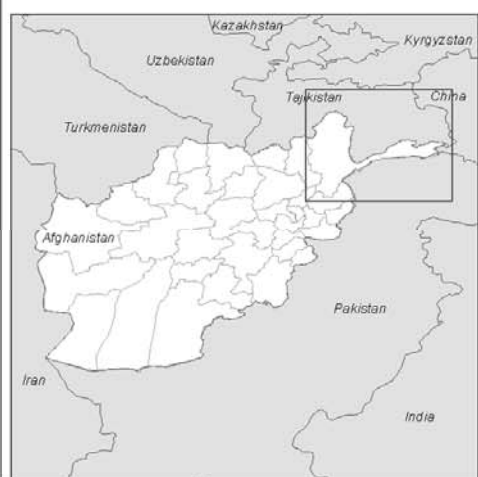 Kazakhstan
Kyrgyzstan
Uzbekistan
Tajikistan
China
Turkmenistan
Afghanistan
Pakistan
Iran
India